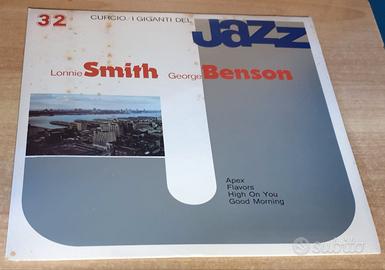 32 CURCIO. I GIGANTI DEL
Jazz
Lonnie Smith George Benson
Apex
Flavors
High On You
Good Morning
subito